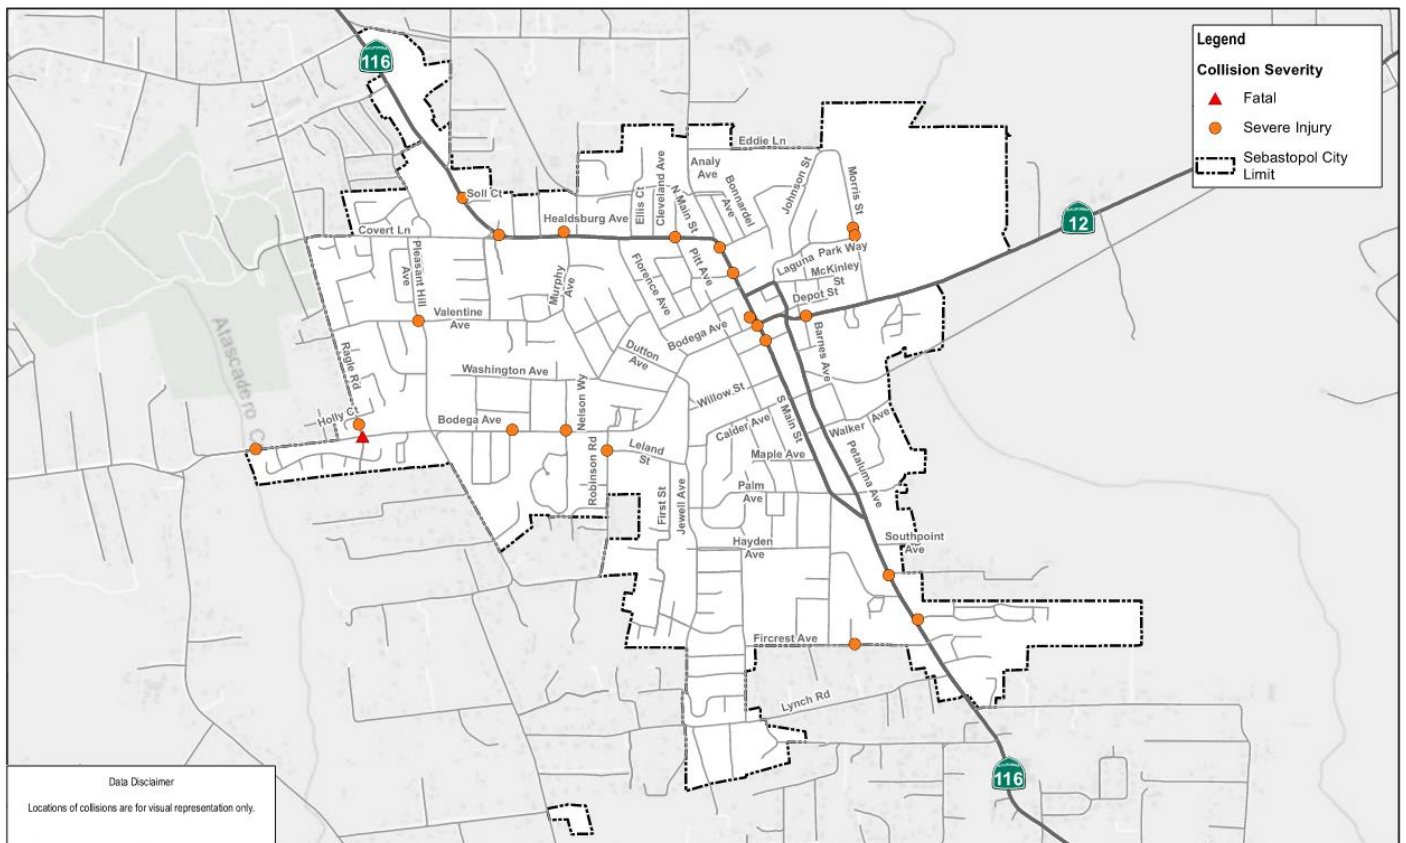 Legend
Collision Severity
Fatal
Severe Injury
Sebastopol City
Limit
CALIFORNIA
116
Eddie Ln
Analy
Ave
Bonnardel
Ave
Johnson St
Morris St
Soll Ct
Ellis Ct
Cleveland Ave
N Main St
Healdsburg Ave
CALIFORNIA
12
Covert Ln
Pleasant Hill
Ave
Murphy
Ave
Florence Ave
Pitt Ave
Laguna Park Way
McKinley
St
Depot St
Valentine
Ave
Bodega Ave
Barnes Ave
Atascadero C
Ragle Rd
Dutton
Ave
Washington Ave
Nelson Wy
Willow St
S Main St
Holly Ct
Bodega Ave
Robinson Rd
Leland
St
Calder Ave
Walker Ave
Maple Ave
Petaluma Ave
First St
Jewell Ave
Palm
Ave
Hayden
Ave
Southpoint
Ave
Fircrest Ave
Lynch Rd
CALIFORNIA
116
Data Disclaimer
Locations of collisions are for visual representation only.